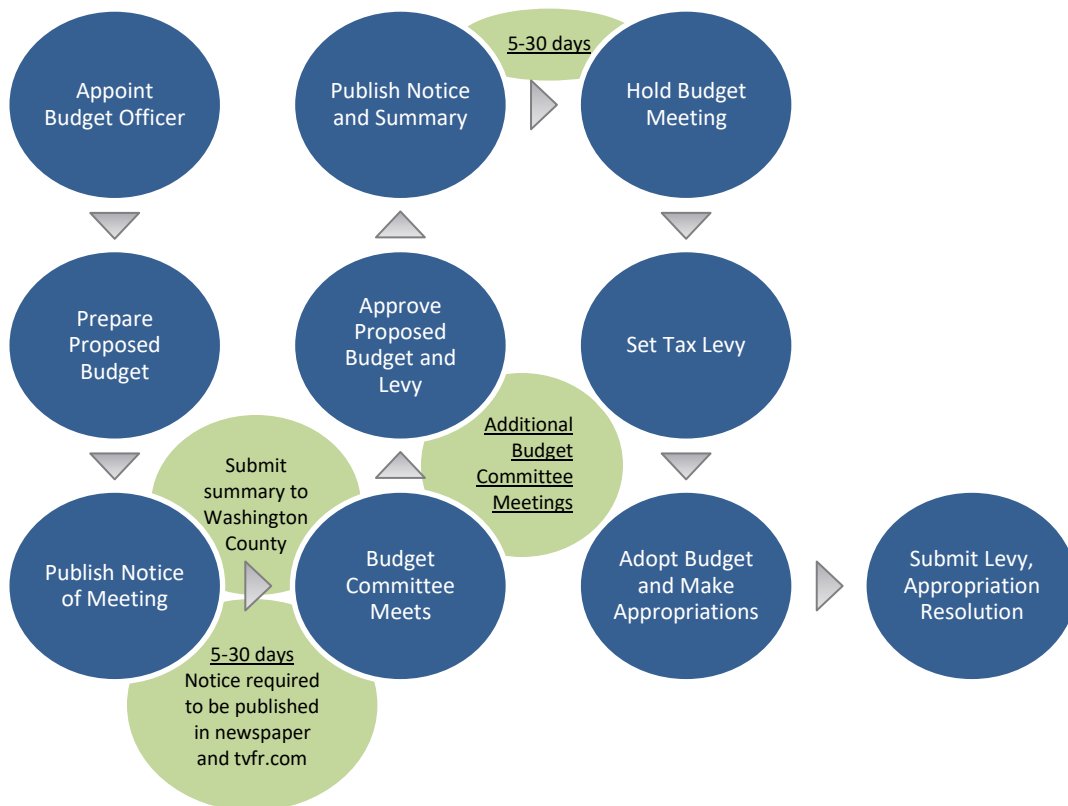 Appoint
Budget Officer
Prepare
Proposed
Budget
Publish Notice
of Meeting
Submit
summary to
Washington
County
5-30 days
Notice required
to be published
in newspaper
and tvfr.com
Budget
Committee
Meets
Additional
Budget
Committee
Meetings
Approve
Proposed
Budget and
Levy
Publish Notice
and Summary
5-30 days
Hold Budget
Meeting
Set Tax Levy
Adopt Budget
and Make
Appropriations
Submit Levy,
Appropriation
Resolution